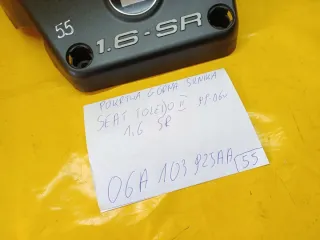 55
1.6-SR
POKRYWA GÓRNA SILNIKA
SEAT TOLEDO II
1.6 SR
06A 103 925AA 55